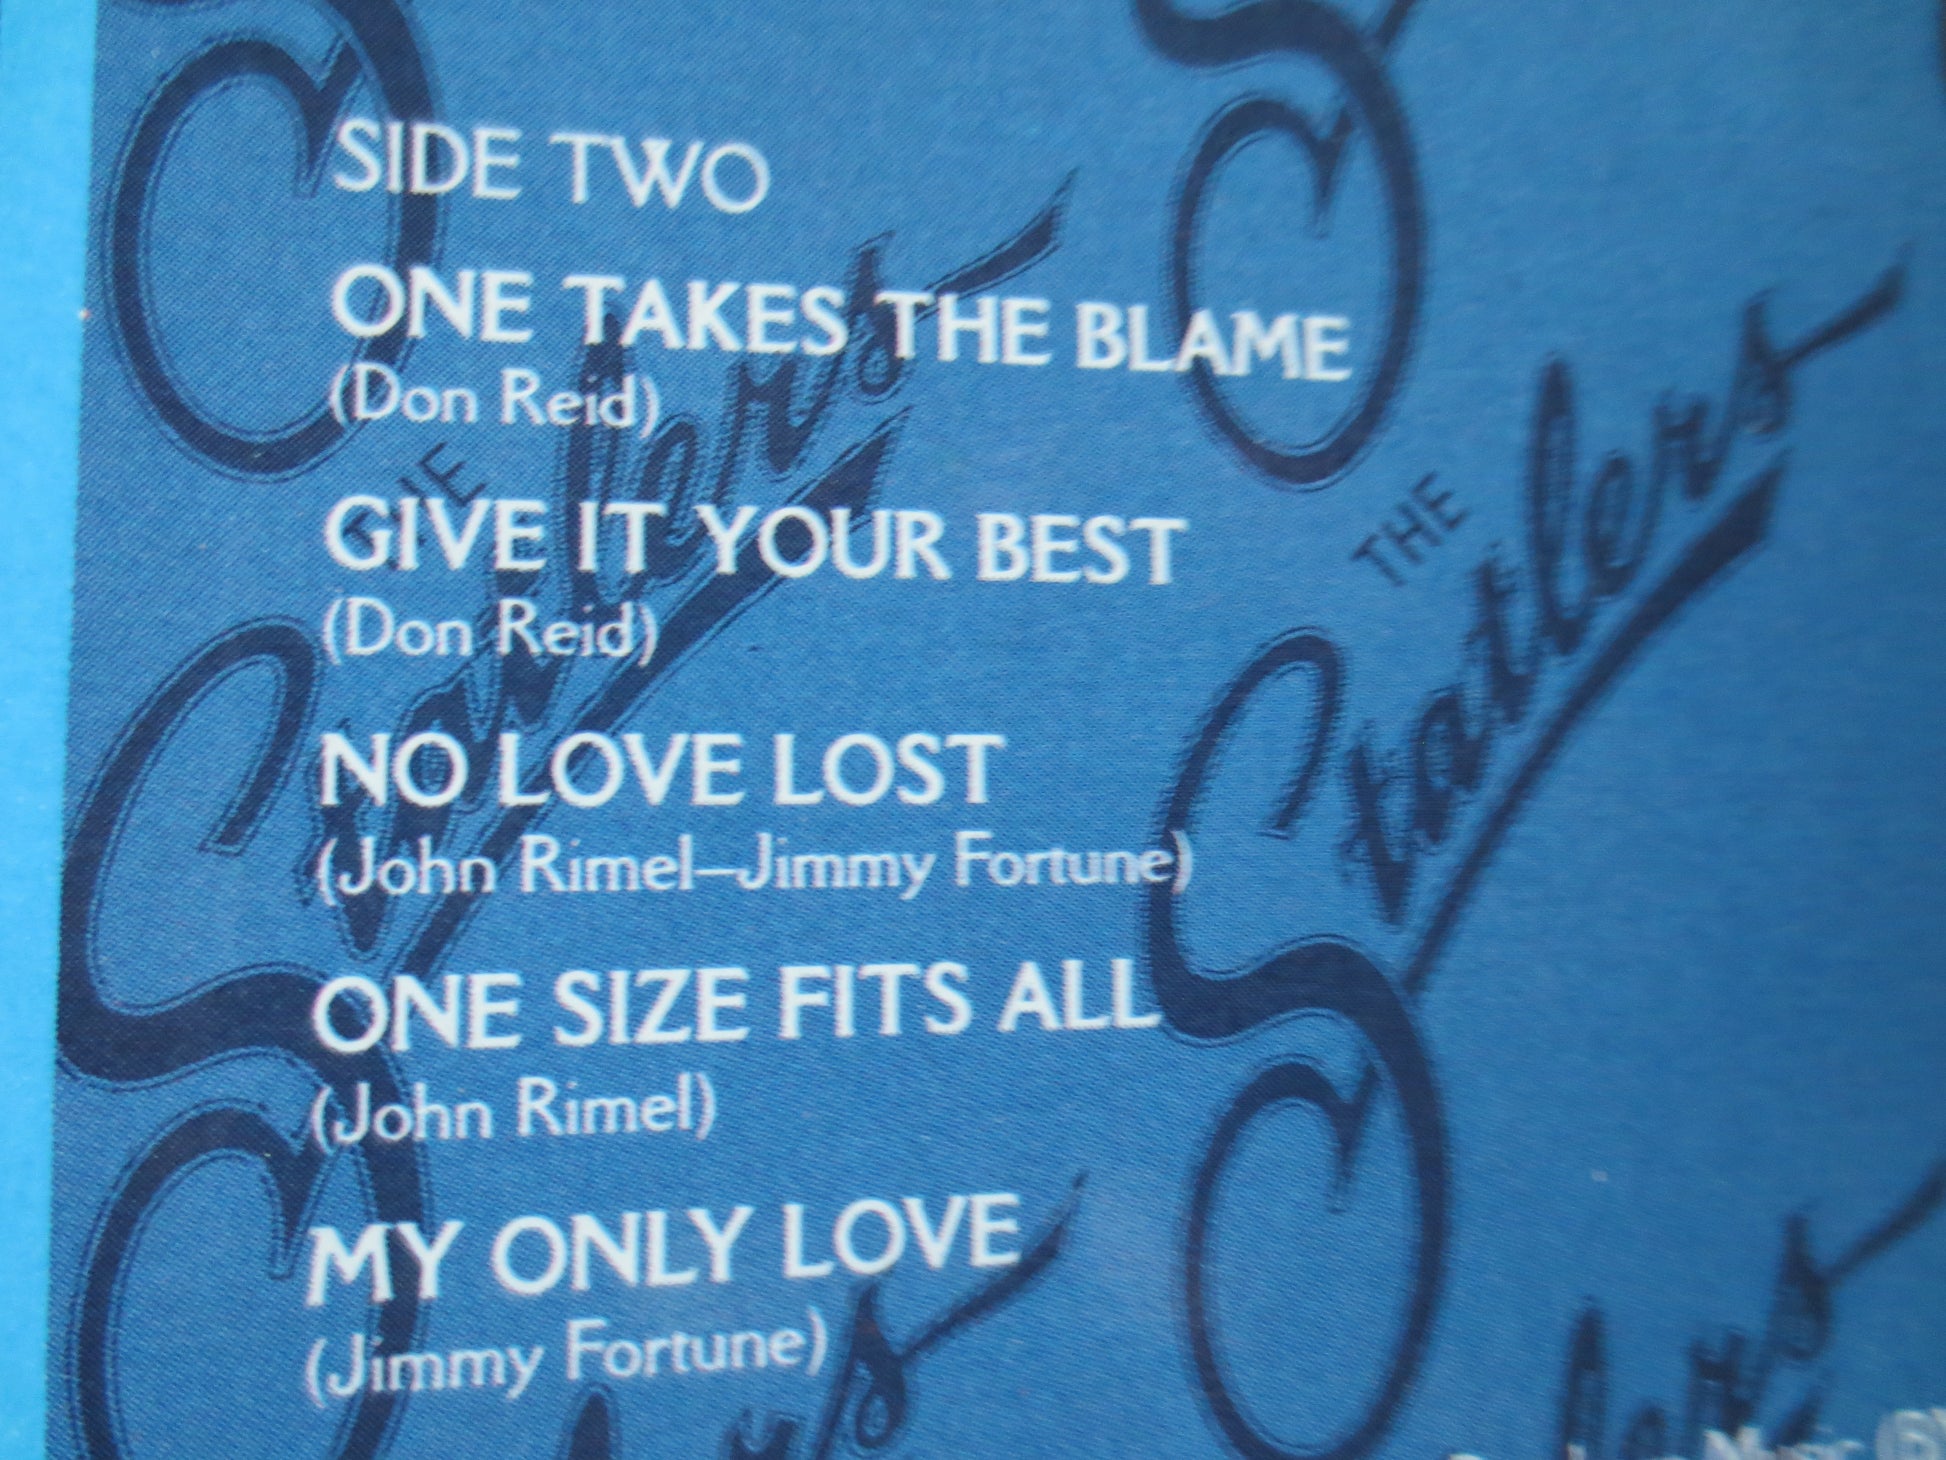 SIDE TWO
ONE TAKES THE BLAME
(Don Reid)
GIVE IT YOUR BEST
(Don Reid)
NO LOVE LOST
(John Rimel–Jimmy Fortune)
ONE SIZE FITS ALL
(John Rimel)
MY ONLY LOVE
(Jimmy Fortune)
THE
Statlers
THE
Statlers
Music